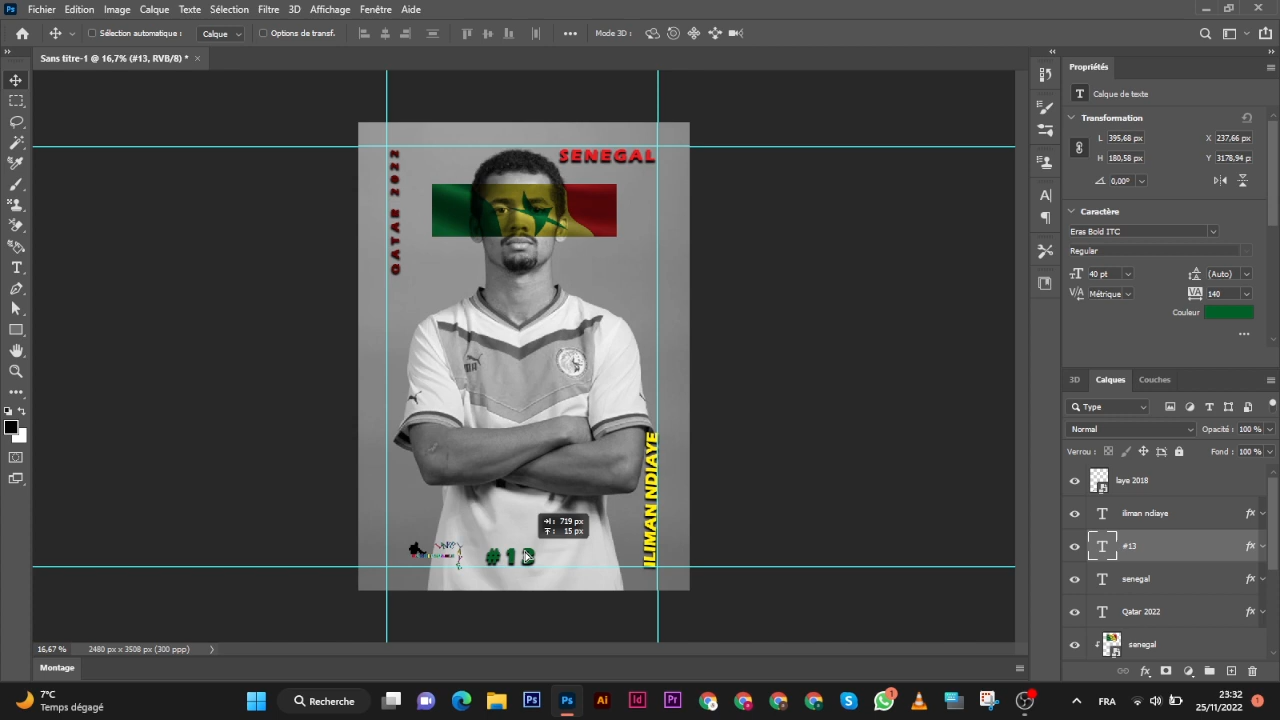 Fichier Edition Image Calque Texte Sélection Filtre 3D Affichage Fenêtre Aide
Sélection automatique : Calque Options de transf. Mode 3D :
Sans titre-1 @ 16,7% (#13, RVB/8) *
SENEGAL
QATAR 2022
ILIMAN NDIAYE
#13
719 px
15 px
16,67 % 2480 px x 3508 px (300 ppp)
Montage
Propriétés
Calque de texte
Transformation
L 395,68 px X 237,66 px
H 180,58 px Y 3178,94 p
0,00°
Caractère
Eras Bold ITC
Regular
40 pt (Auto)
Métrique 140
Couleur
3D Calques Couches
Type
Normal Opacité : 100 %
Verrou : Fond : 100 %
laye 2018
iliman ndiaye fx
#13 fx
senegal fx
Qatar 2022 fx
senegal
7°C
Temps dégagé
Recherche
FRA
23:32
25/11/2022